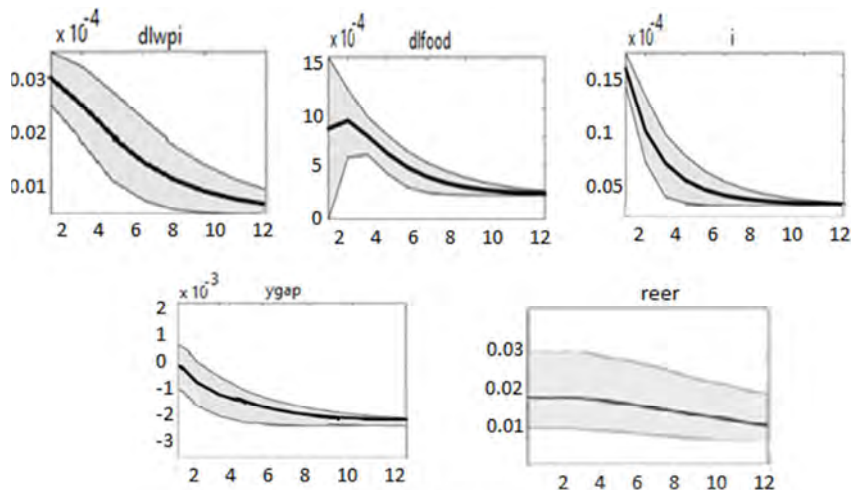 x 10⁻⁴ dlwpi
0.03
0.02
0.01
2 4 6 8 10 12
x 10⁻⁴ dlfood
15
10
5
0
2 4 6 8 10 12
x 10⁻⁴ i
0.15
0.1
0.05
2 4 6 8 10 12
x 10⁻³ ygap
2
1
0
-1
-2
-3
2 4 6 8 10 12
reer
0.03
0.02
0.01
2 4 6 8 10 12